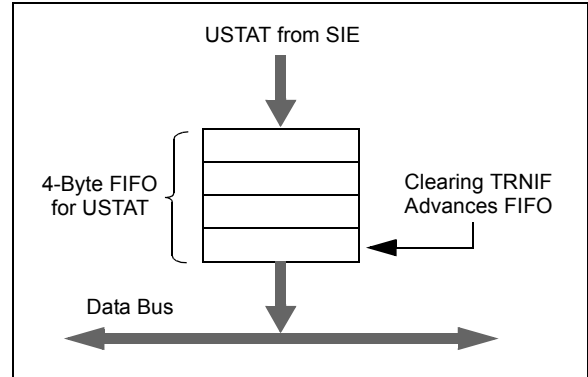 USTAT from SIE
4-Byte FIFO
for USTAT
Clearing TRNIF
Advances FIFO
Data Bus